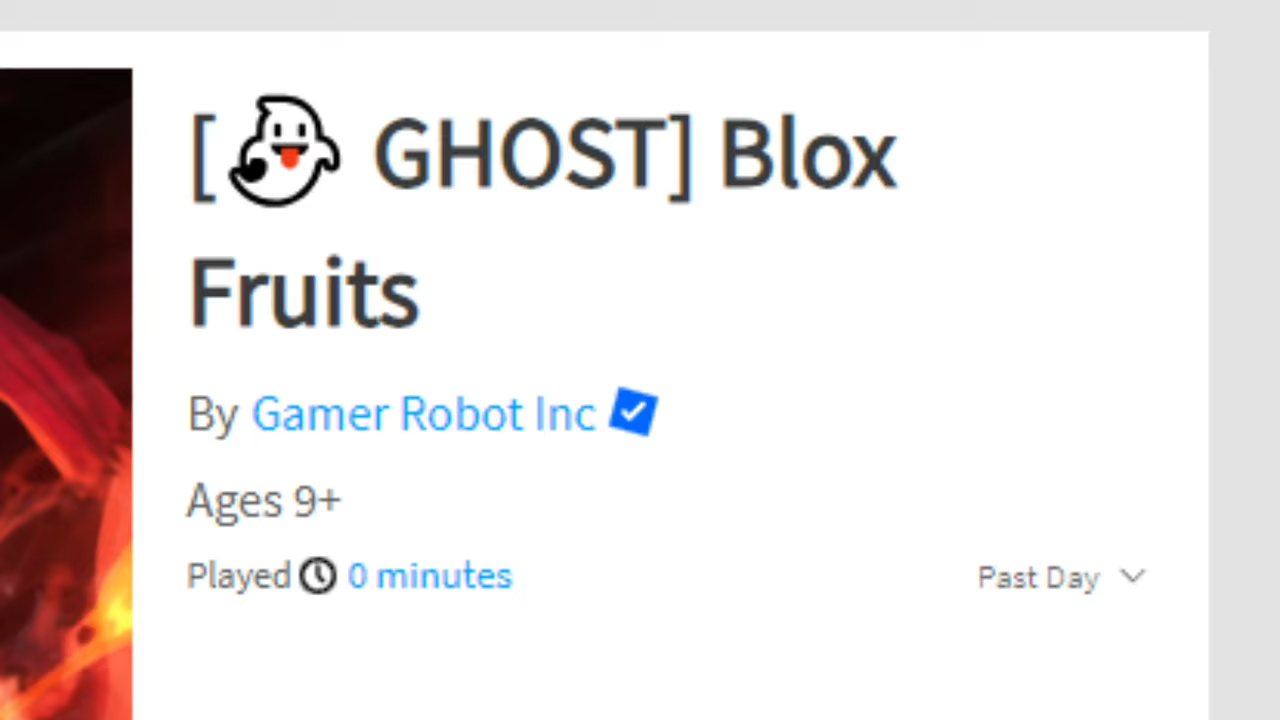 [👻 GHOST] Blox
Fruits
By Gamer Robot Inc
Ages 9+
Played 0 minutes
Past Day